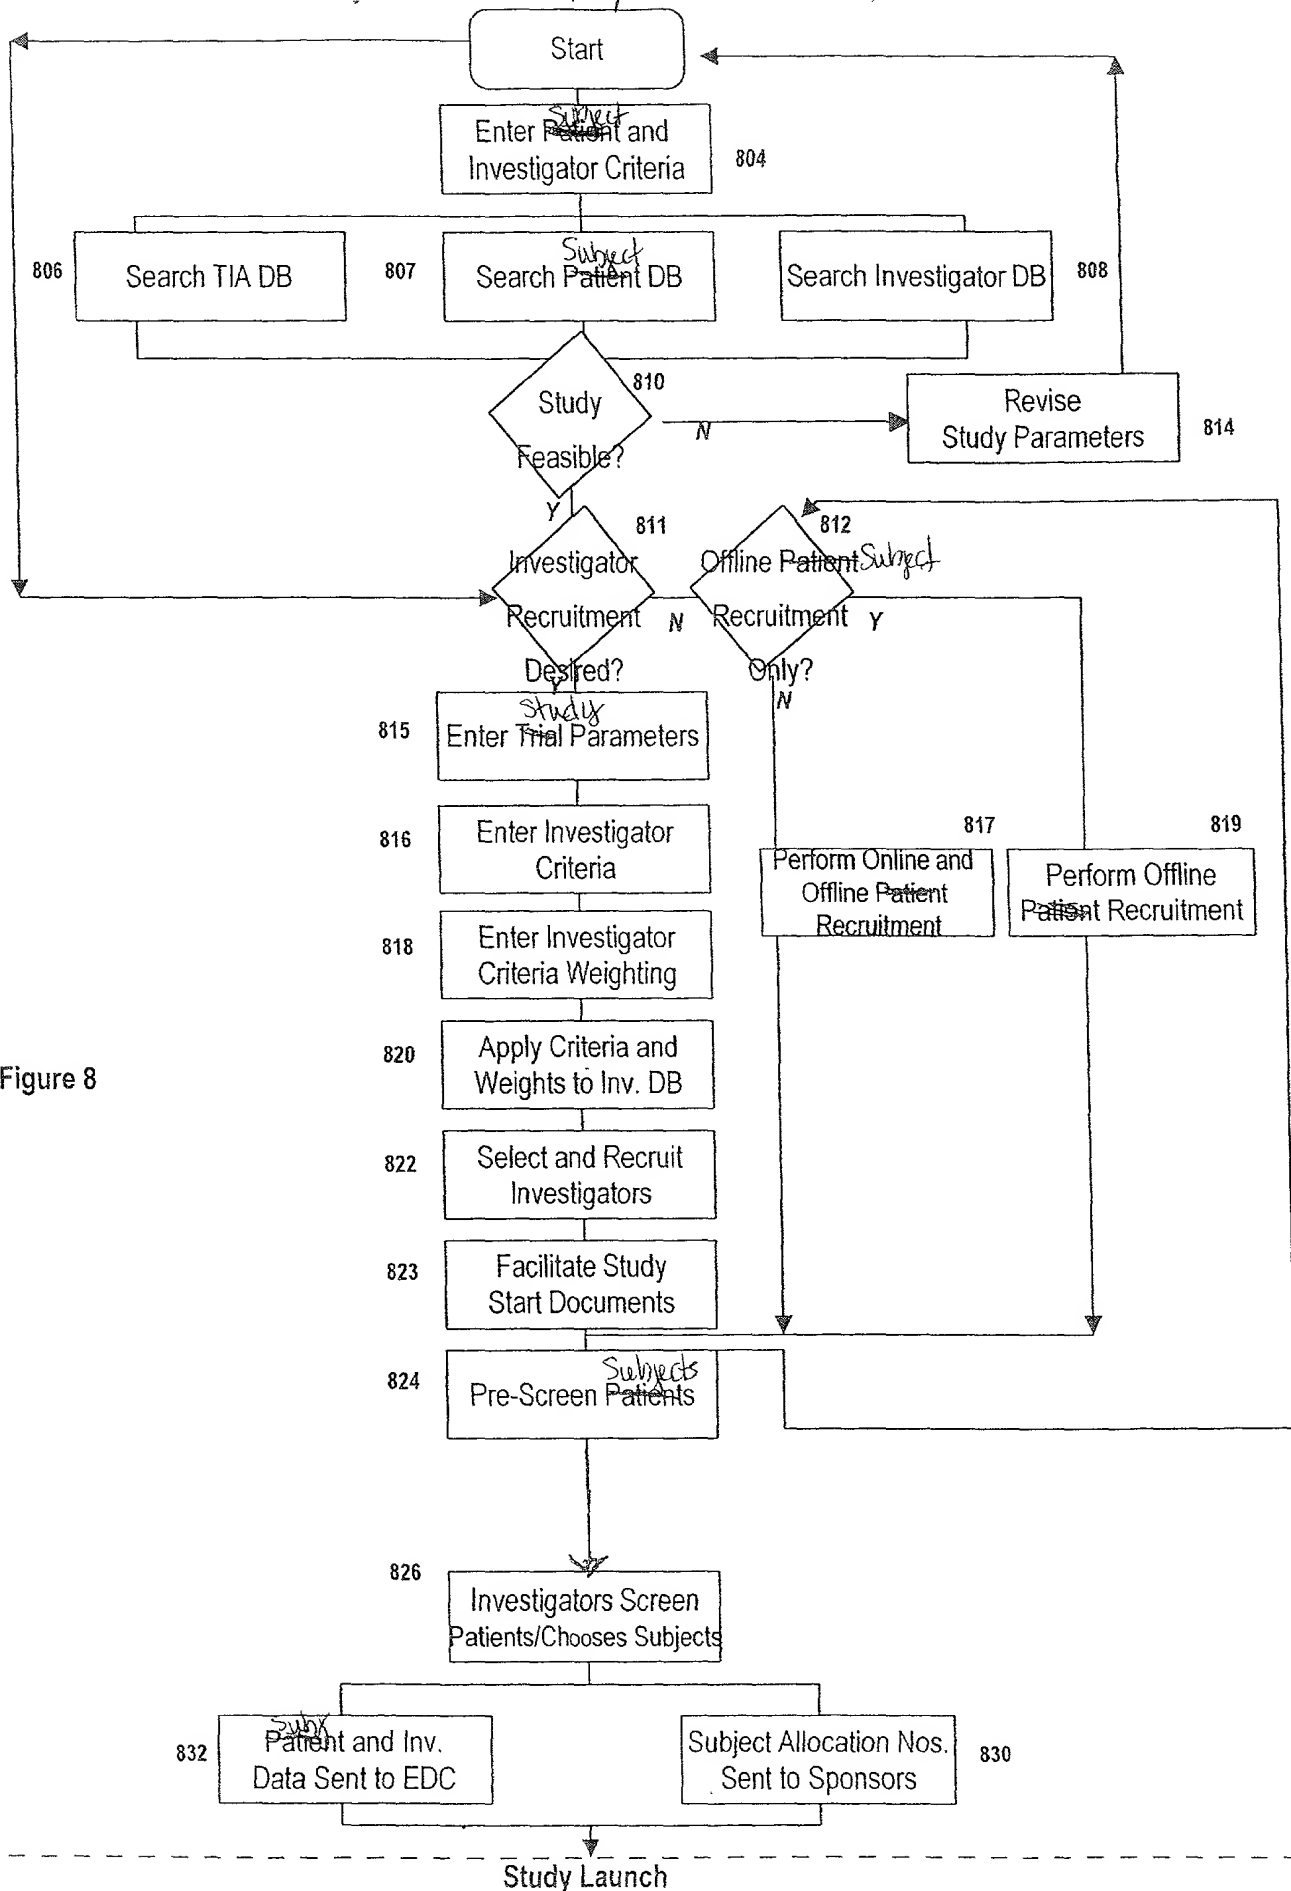 Start
Subject
Enter Patient and
Investigator Criteria
804
806
Search TIA DB
807
Subject
Search Patient DB
Search Investigator DB
808
810
Study
Feasible?
N
Revise
Study Parameters
814
Y
811
Investigator
Recruitment
Desired?
N
Y
812
Offline Patient Subject
Recruitment
Only?
Y
N
815
Study
Enter Trial Parameters
816
Enter Investigator
Criteria
817
Perform Online and
Offline Patient
Recruitment
819
Perform Offline
Patient Recruitment
818
Enter Investigator
Criteria Weighting
820
Apply Criteria and
Weights to Inv. DB
Figure 8
822
Select and Recruit
Investigators
823
Facilitate Study
Start Documents
824
Subjects
Pre-Screen Patients
826
Investigators Screen
Patients/Chooses Subjects
832
Subj
Patient and Inv.
Data Sent to EDC
Subject Allocation Nos.
Sent to Sponsors
830
Study Launch